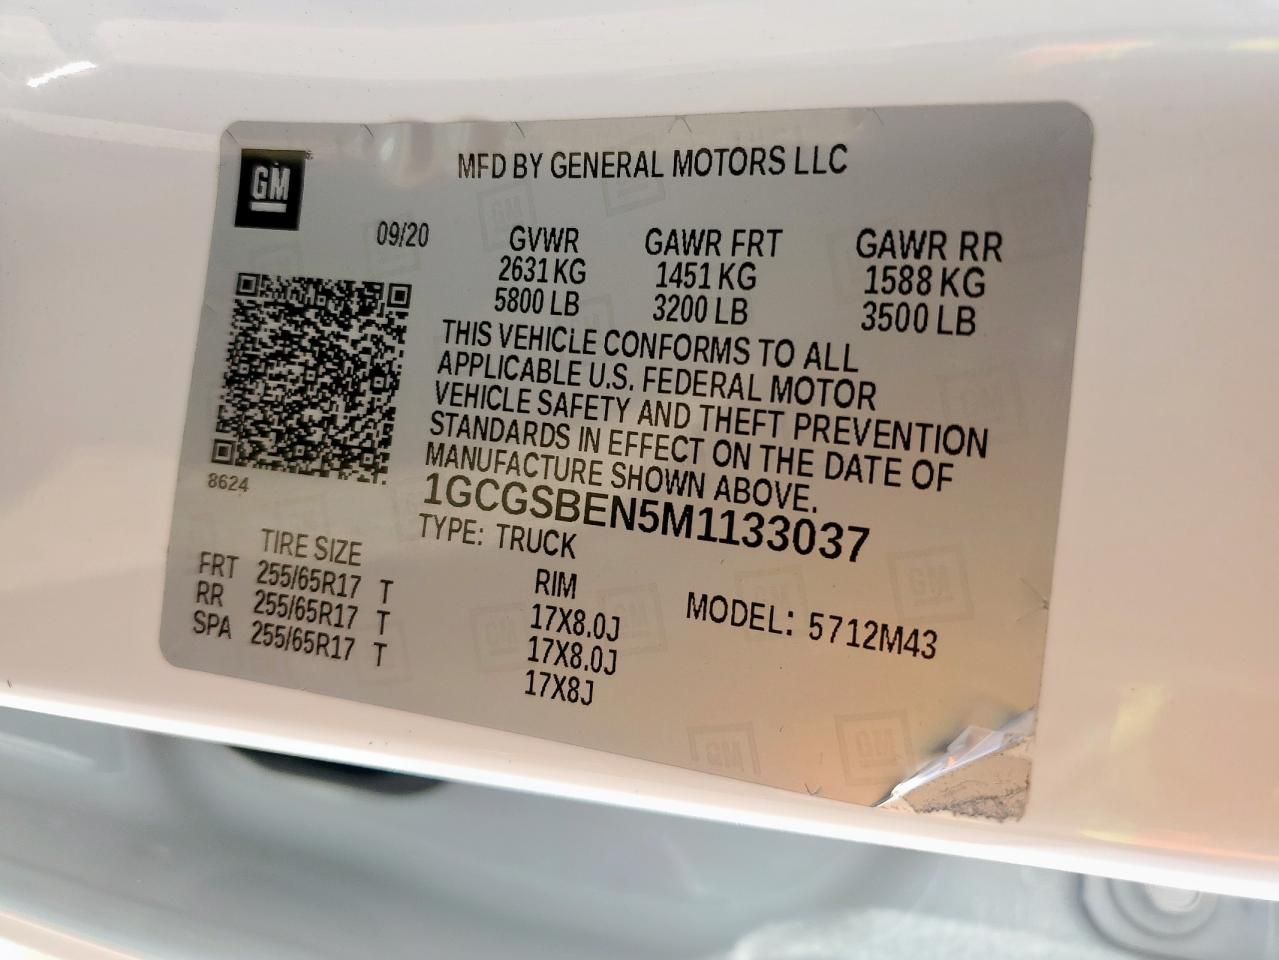 GM
MFD BY GENERAL MOTORS LLC
09/20
GVWR GAWR FRT GAWR RR
2631 KG 1451 KG 1588 KG
5800 LB 3200 LB 3500 LB
THIS VEHICLE CONFORMS TO ALL
APPLICABLE U.S. FEDERAL MOTOR
VEHICLE SAFETY AND THEFT PREVENTION
STANDARDS IN EFFECT ON THE DATE OF
MANUFACTURE SHOWN ABOVE.
8624
1GCGSBEN5M1133037
TYPE: TRUCK
TIRE SIZE RIM MODEL: 5712M43
FRT 255/65R17 T 17X8.0J
RR 255/65R17 T 17X8.0J
SPA 255/65R17 T 17X8J